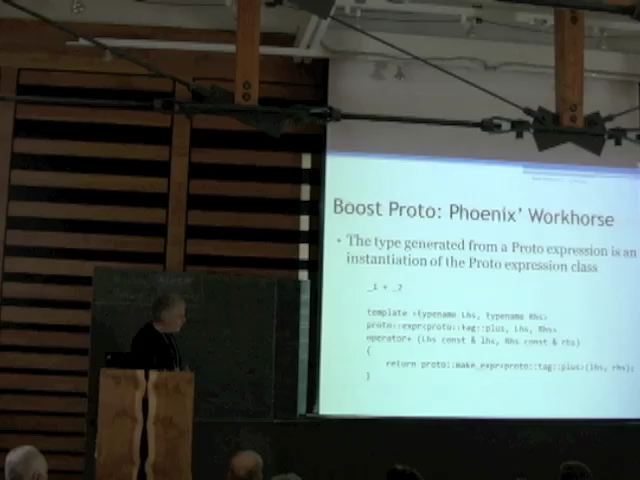 Boost Proto: Phoenix' Workhorse
• The type generated from a Proto expression is an
instantiation of the Proto expression class
_1 + _2
template <typename Lhs, typename Rhs>
proto::expr<proto::tag::plus, Lhs, Rhs>
operator+ (Lhs const & lhs, Rhs const & rhs)
{
return proto::make_expr<proto::tag::plus>(lhs, rhs);
}